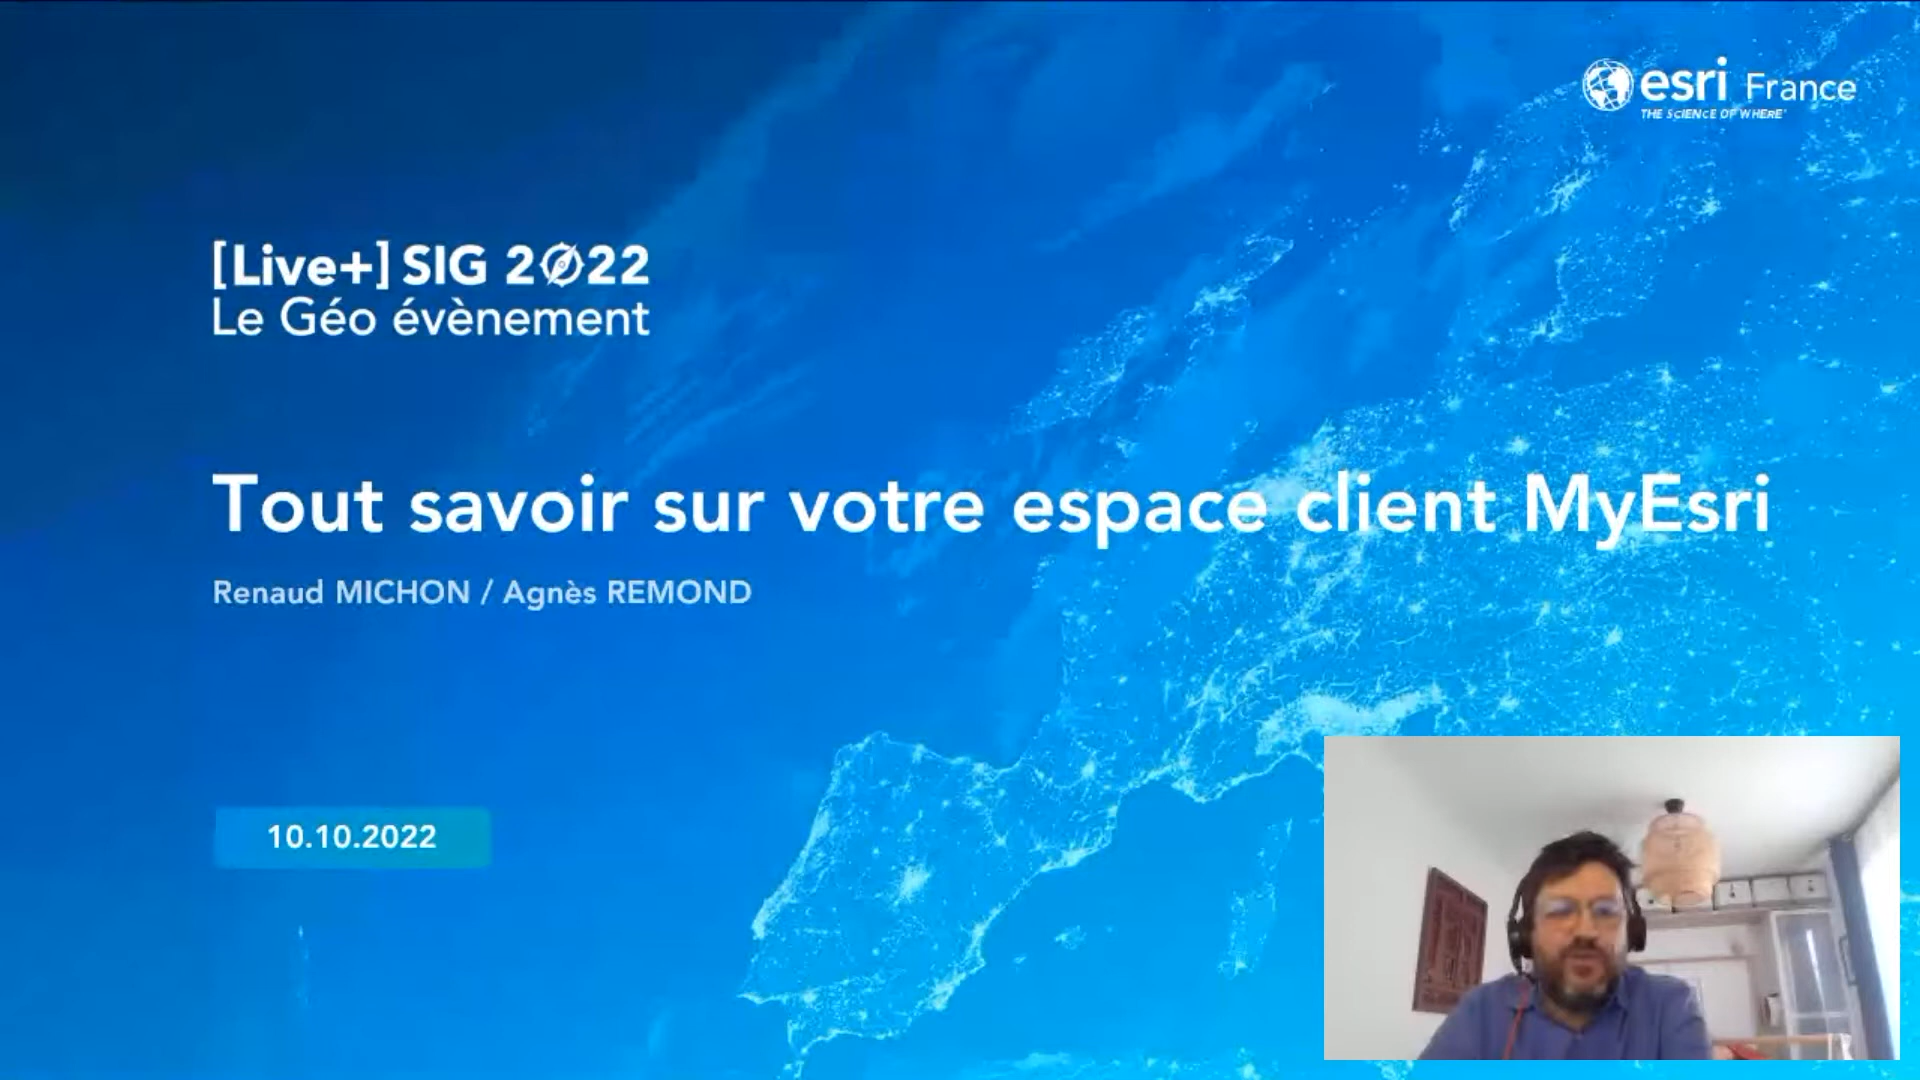 esri France
THE SCIENCE OF WHERE
[Live+] SIG 2022
Le Géo évènement
Tout savoir sur votre espace client MyEsri
Renaud MICHON / Agnès REMOND
10.10.2022